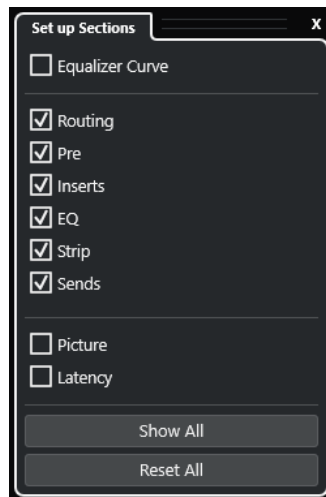 Set up Sections
X
Equalizer Curve
Routing
Pre
Inserts
EQ
Strip
Sends
Picture
Latency
Show All
Reset All